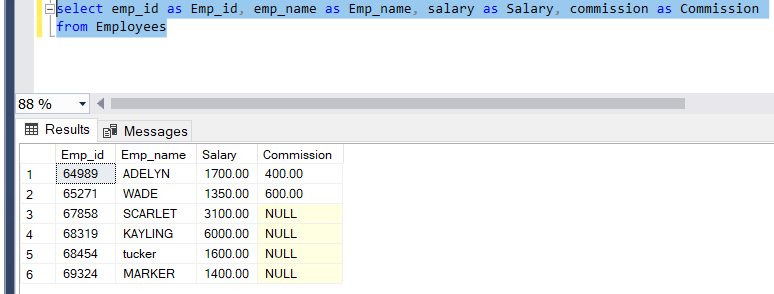 select emp_id as Emp_id, emp_name as Emp_name, salary as Salary, commission as Commission
from Employees
88 %
Results Messages
Emp_id Emp_name Salary Commission
1 64989 ADELYN 1700.00 400.00
2 65271 WADE 1350.00 600.00
3 67858 SCARLET 3100.00 NULL
4 68319 KAYLING 6000.00 NULL
5 68454 tucker 1600.00 NULL
6 69324 MARKER 1400.00 NULL